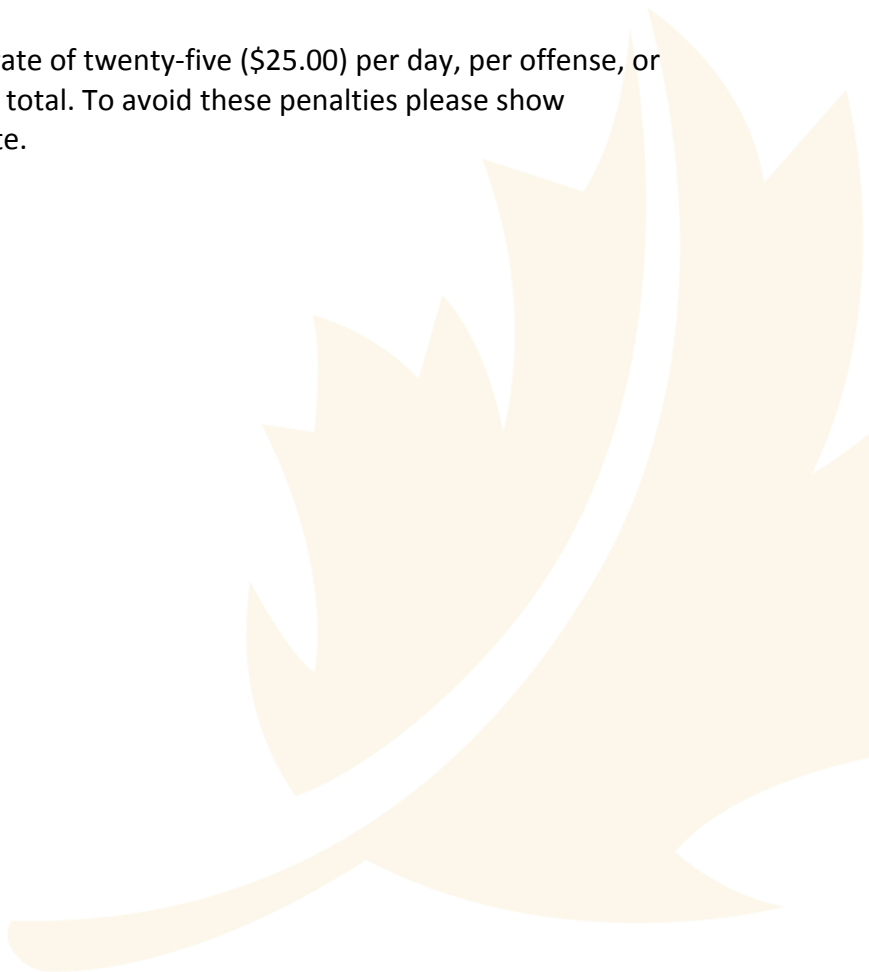 ate of twenty-five ($25.00) per day, per offense, or
total. To avoid these penalties please show
te.